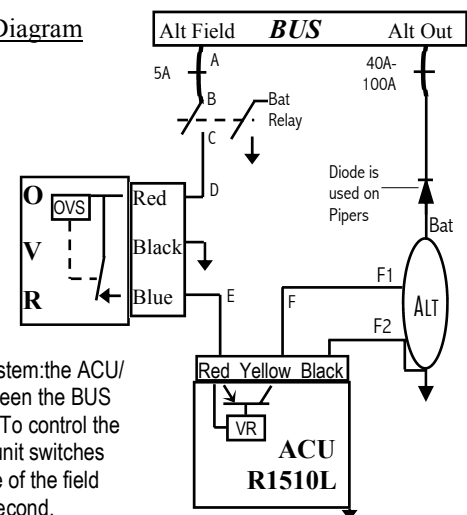 Diagram
Alt Field BUS Alt Out
5A
A
40A-
100A
B
Bat
Relay
C
Diode is
used on
Pipers
D
Bat
O
V
R
OVS
Red
Black
Blue
E
F
F1
F2
ALT
Red Yellow Black
VR
ACU
R1510L
stem:the ACU/
een the BUS
To control the
unit switches
e of the field
econd.